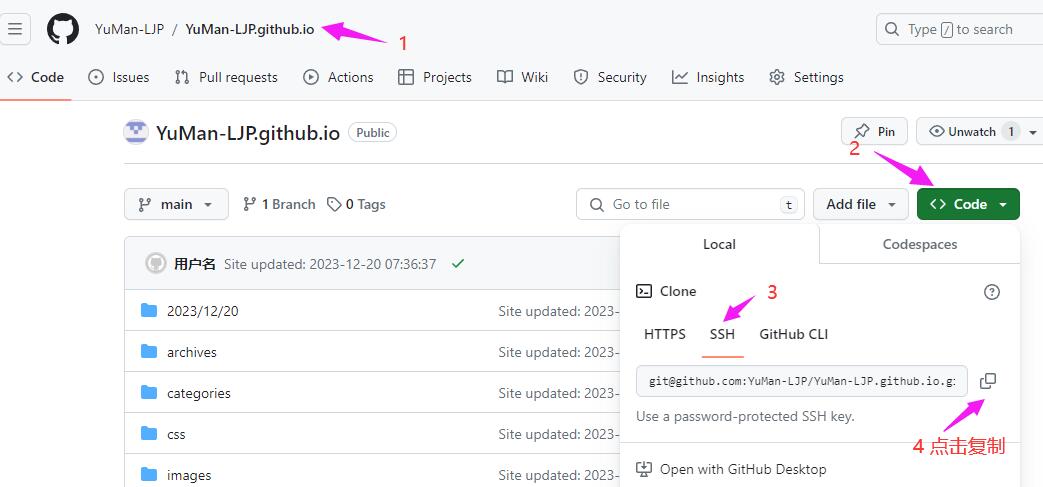 YuMan-LJP / YuMan-LJP.github.io
1
Type / to search
Code Issues Pull requests Actions Projects Wiki Security Insights Settings
YuMan-LJP.github.io Public
Pin Unwatch 1
2
main 1 Branch 0 Tags Go to file t Add file Code
Local Codespaces
用户名 Site updated: 2023-12-20 07:36:37
Clone
3
2023/12/20 Site updated: 2023-
HTTPS SSH GitHub CLI
archives Site updated: 2023-
git@github.com:YuMan-LJP/YuMan-LJP.github.io.g
categories Site updated: 2023-
Use a password-protected SSH key.
css Site updated: 2023-
4 点击复制
Open with GitHub Desktop
images Site updated: 2023-